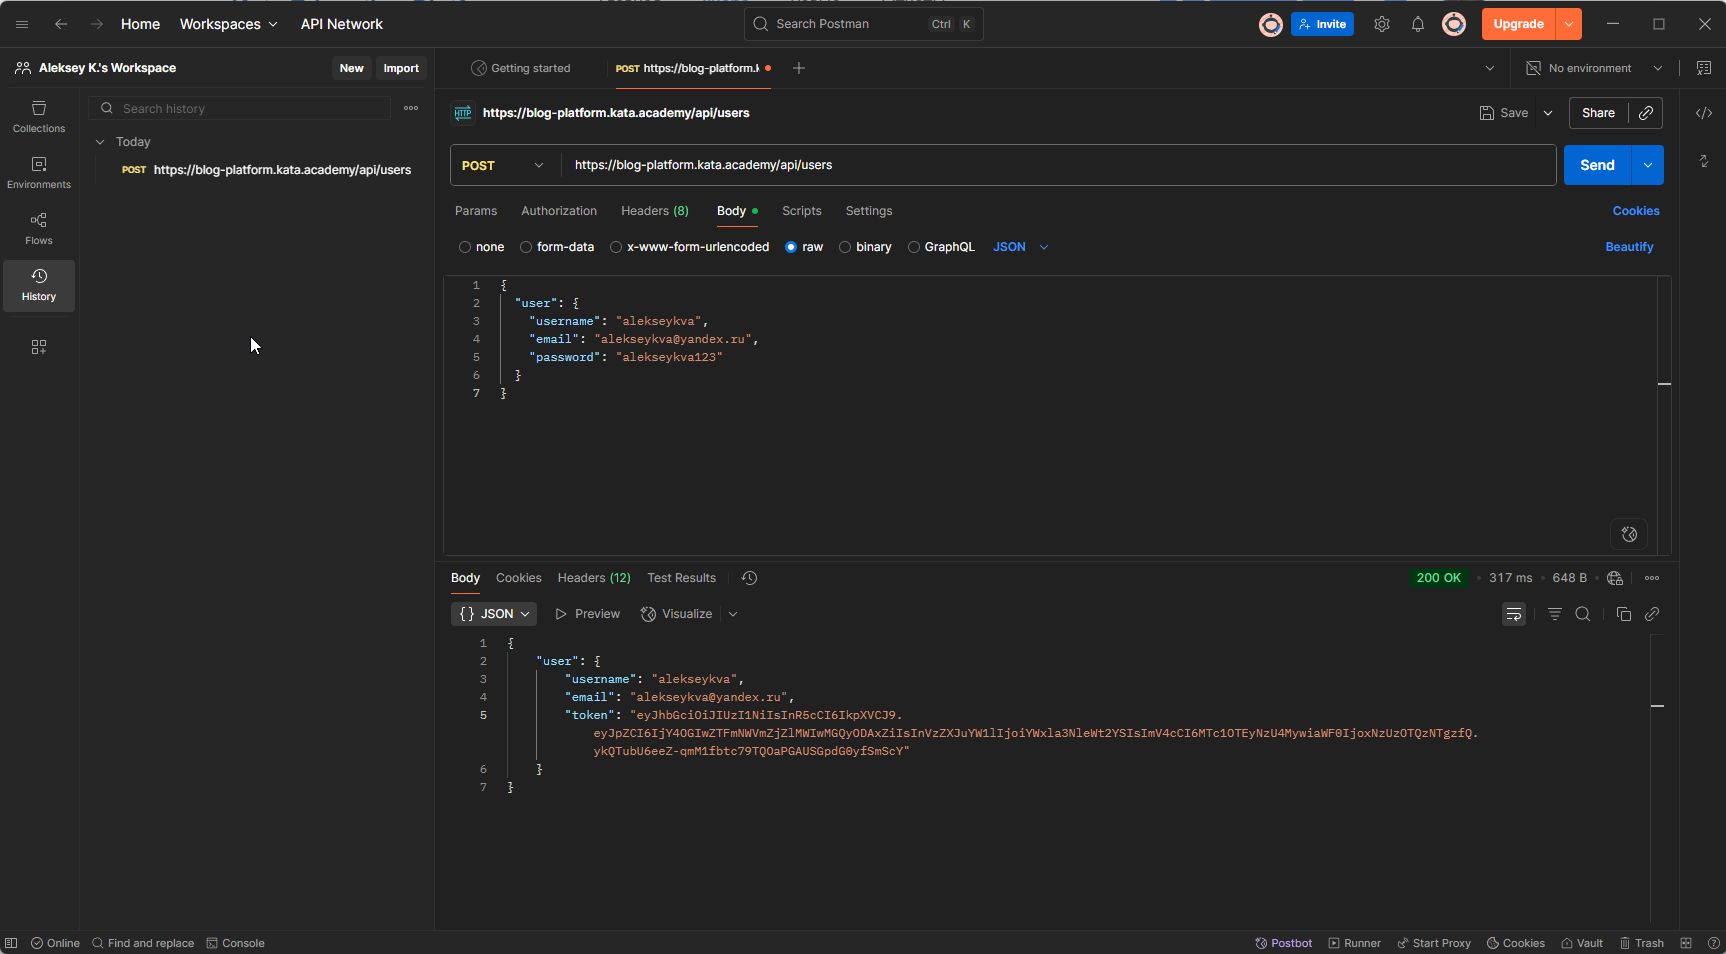 Home Workspaces API Network Search Postman Ctrl K Invite Upgrade
Aleksey K.'s Workspace New Import Getting started POST https://blog-platform.k No environment
Search history
Collections
Today
POST https://blog-platform.kata.academy/api/users
Environments
Flows
History
HTTP https://blog-platform.kata.academy/api/users Save Share
POST https://blog-platform.kata.academy/api/users Send
Params Authorization Headers (8) Body Scripts Settings Cookies
none form-data x-www-form-urlencoded raw binary GraphQL JSON Beautify
1 {
2 "user": {
3 "username": "alekseykva",
4 "email": "alekseykva@yandex.ru",
5 "password": "alekseykva123"
6 }
7 }
Body Cookies Headers (12) Test Results 200 OK • 317 ms • 648 B
{} JSON Preview Visualize
1 {
2 "user": {
3 "username": "alekseykva",
4 "email": "alekseykva@yandex.ru",
5 "token": "eyJhbGciOiJIUzI1NiIsInR5cCI6IkpXVCJ9.
eyJpZCI6IjY4OGIwZTFmNWVmZjZlMWIwMGQyODAxZiIsInVzZXJuYW1lIjoiYWxla3NleWt2YSIsImV4cCI6MTc1OTEyNzU4MywiaWF0IjoxNzUzOTQzNTgzfQ.
ykQTubU6eeZ-qmM1fbtc79TQOaPGAUSGpdG0yfSmScY"
6 }
7 }
Online Find and replace Console Postbot Runner Start Proxy Cookies Vault Trash